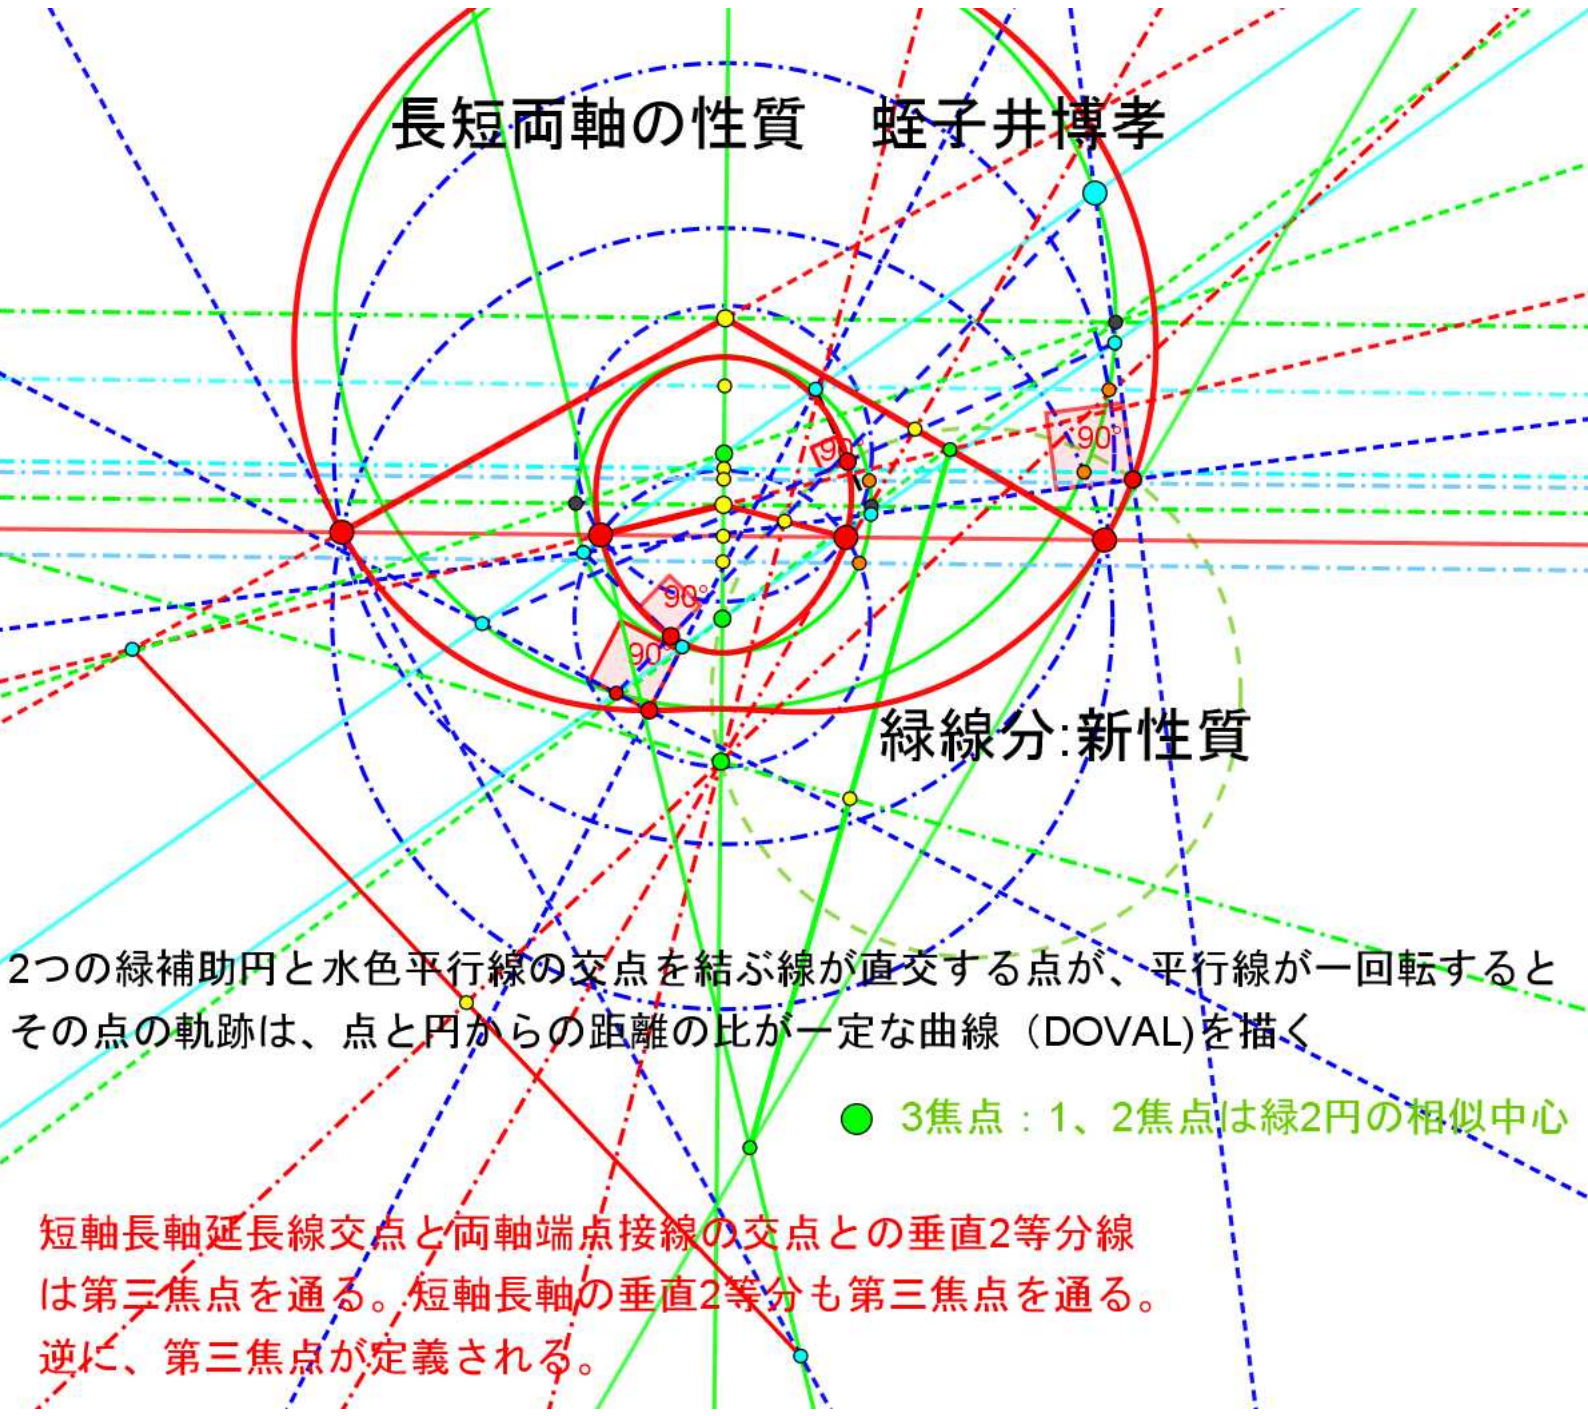 長短両軸の性質　蛭子井博孝
90°
90°
90°
90°
緑線分:新性質
2つの緑補助円と水色平行線の交点を結ぶ線が直交する点が、平行線が一回転すると
その点の軌跡は、点と円からの距離の比が一定な曲線（DOVAL)を描く
3焦点：1、2焦点は緑2円の相似中心
短軸長軸延長線交点と両軸端点接線の交点との垂直2等分線
は第三焦点を通る。短軸長軸の垂直2等分も第三焦点を通る。
逆に、第三焦点が定義される。